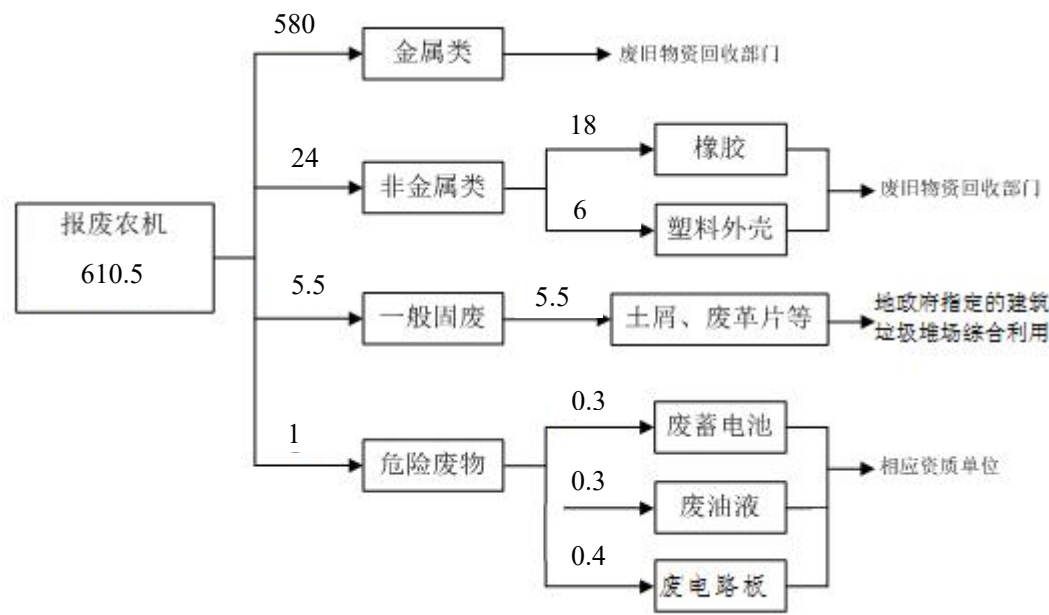 580
金属类
废旧物资回收部门
18
橡胶
24
非金属类
废旧物资回收部门
6
塑料外壳
报废农机
610.5
5.5
一般固废
5.5
土屑、废革片等
地政府指定的建筑
垃圾堆场综合利用
0.3
废蓄电池
1
危险废物
相应资质单位
0.3
废油液
0.4
废电路板